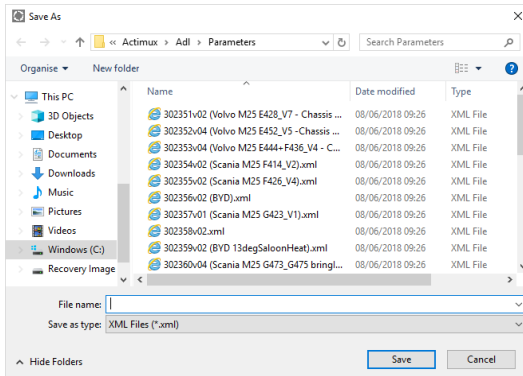 Save As
« Actimux > Adl > Parameters
Search Parameters
Organise
New folder
Name
Date modified
Type
This PC
3D Objects
Desktop
Documents
Downloads
Music
Pictures
Videos
Windows (C:)
Recovery Image
302351v02 (Volvo M25 E428_V7 - Chassis ... 08/06/2018 09:26 XML File
302352v04 (Volvo M25 E452_V5 -Chassis ... 08/06/2018 09:26 XML File
302353v04 (Volvo M25 E444+F436_V4 - C... 08/06/2018 09:26 XML File
302354v02 (Scania M25 F414_V2).xml 08/06/2018 09:26 XML File
302355v02 (Scania M25 F426_V4).xml 08/06/2018 09:26 XML File
302356v02 (BYD).xml 08/06/2018 09:26 XML File
302357v01 (Scania M25 G423_V1).xml 08/06/2018 09:26 XML File
302358v02.xml 08/06/2018 09:26 XML File
302359v02 (BYD 13degSaloonHeat).xml 08/06/2018 09:26 XML File
302360v04 (Scania M25 G473_G475 bringl... 08/06/2018 09:26 XML File
File name:
Save as type: XML Files (*.xml)
Hide Folders
Save
Cancel